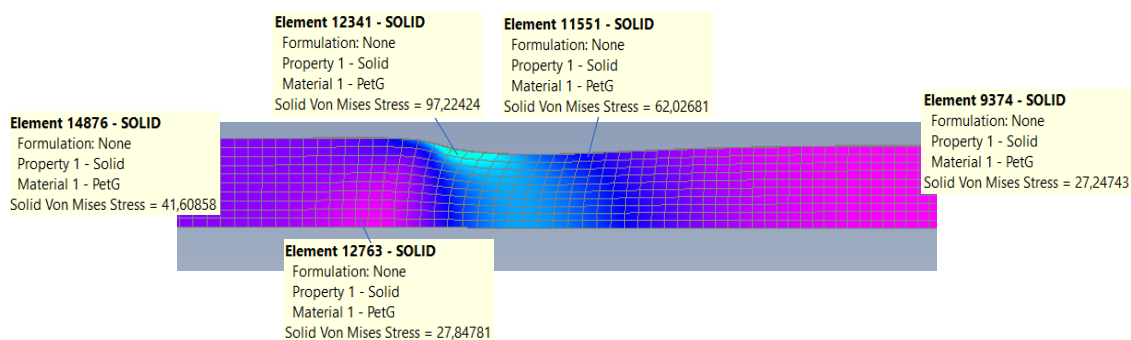 Element 12341 - SOLID
Formulation: None
Property 1 - Solid
Material 1 - PetG
Solid Von Mises Stress = 97,22424
Element 11551 - SOLID
Formulation: None
Property 1 - Solid
Material 1 - PetG
Solid Von Mises Stress = 62,02681
Element 9374 - SOLID
Formulation: None
Property 1 - Solid
Material 1 - PetG
Solid Von Mises Stress = 27,24743
Element 14876 - SOLID
Formulation: None
Property 1 - Solid
Material 1 - PetG
Solid Von Mises Stress = 41,60858
Element 12763 - SOLID
Formulation: None
Property 1 - Solid
Material 1 - PetG
Solid Von Mises Stress = 27,84781